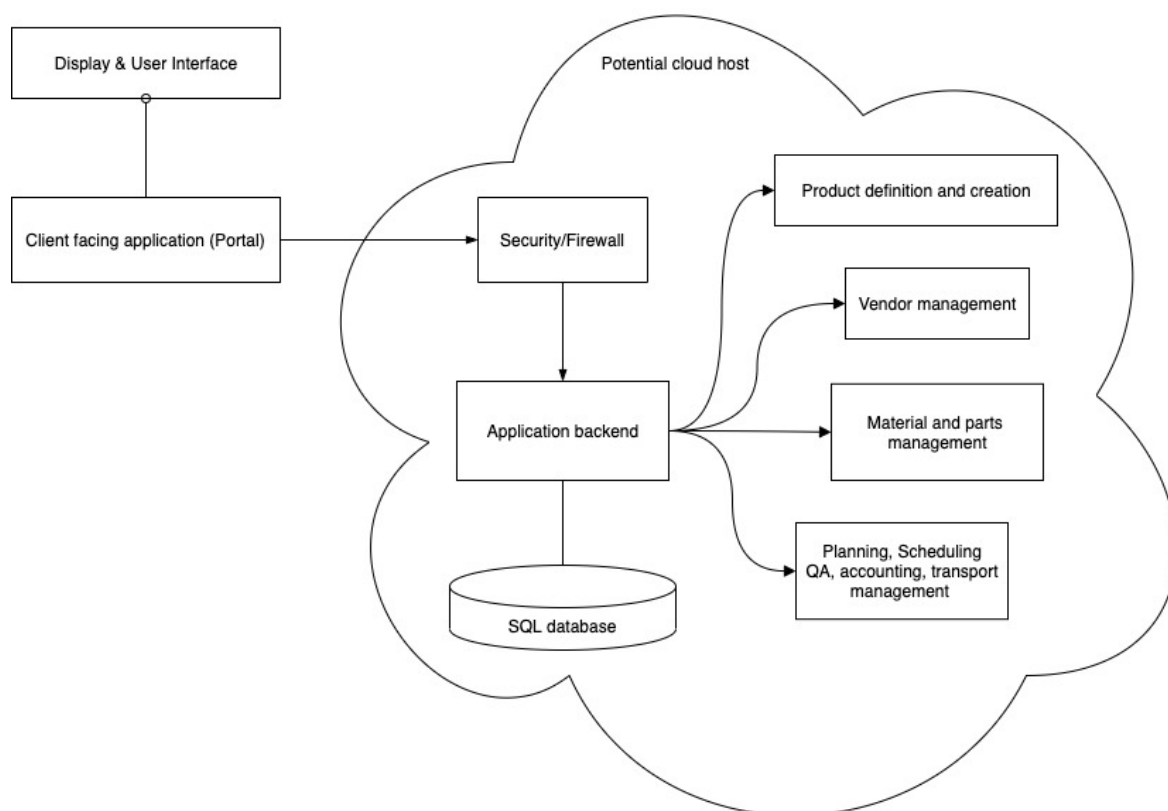 Display & User Interface
Potential cloud host
Product definition and creation
Client facing application (Portal)
Security/Firewall
Vendor management
Application backend
Material and parts
management
Planning, Scheduling
QA, accounting, transport
management
SQL database